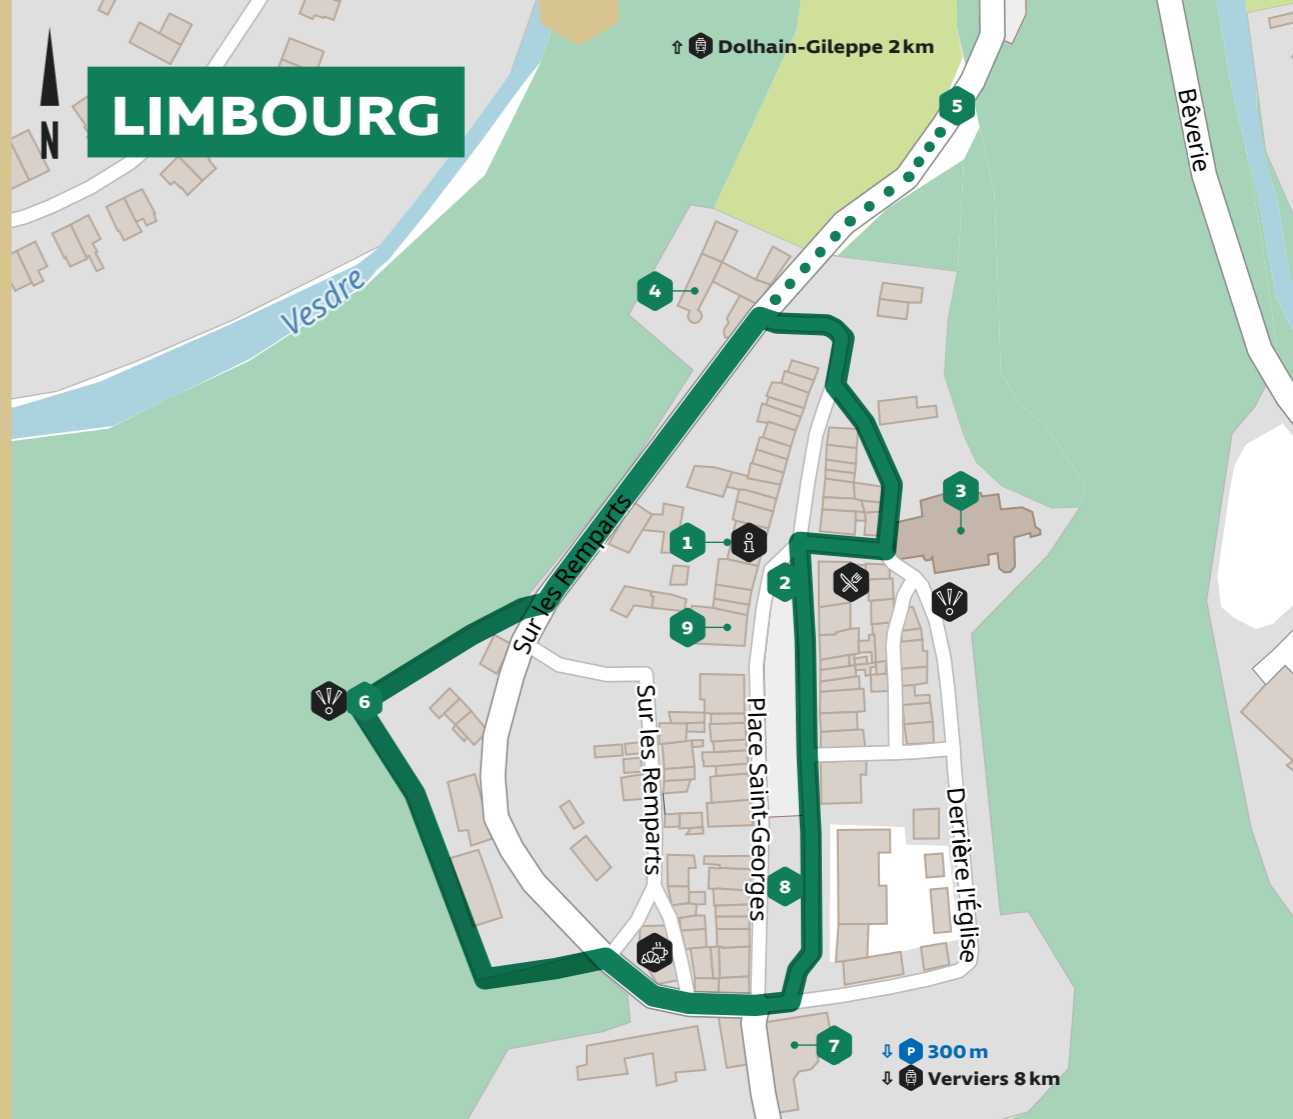 Dolhain-Gileppe 2 km
LIMBOURG
N
5
Bêverie
Vesdre
4
3
1
i
2
9
Sur les Remparts
6
Sur les Remparts
Place Saint-Georges
8
Derrière l'Église
7
P 300 m
Verviers 8 km